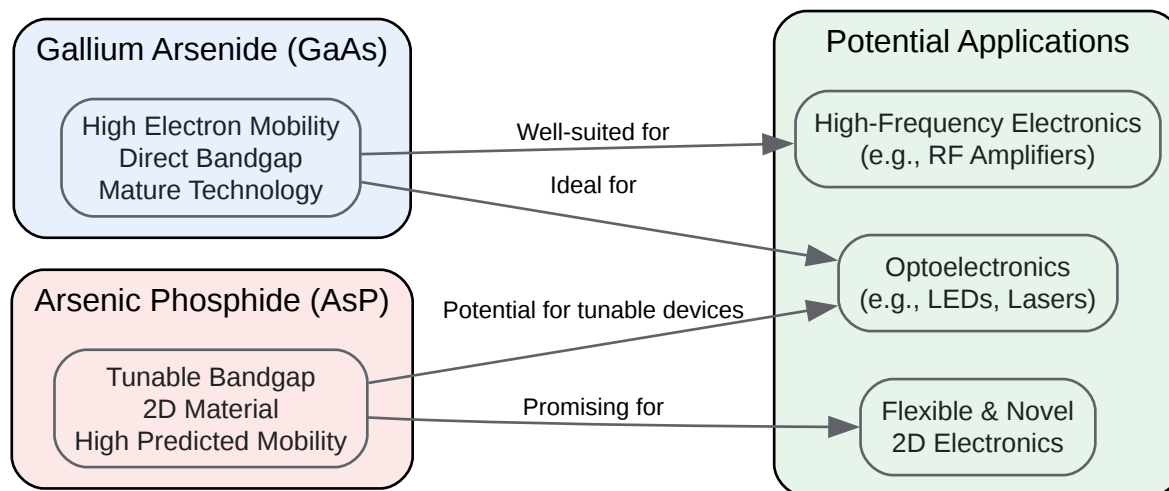 Gallium Arsenide (GaAs)
High Electron Mobility
Direct Bandgap
Mature Technology
Arsenic Phosphide (AsP)
Tunable Bandgap
2D Material
High Predicted Mobility
Well-suited for
Ideal for
Potential for tunable devices
Promising for
Potential Applications
High-Frequency Electronics
(e.g., RF Amplifiers)
Optoelectronics
(e.g., LEDs, Lasers)
Flexible & Novel
2D Electronics